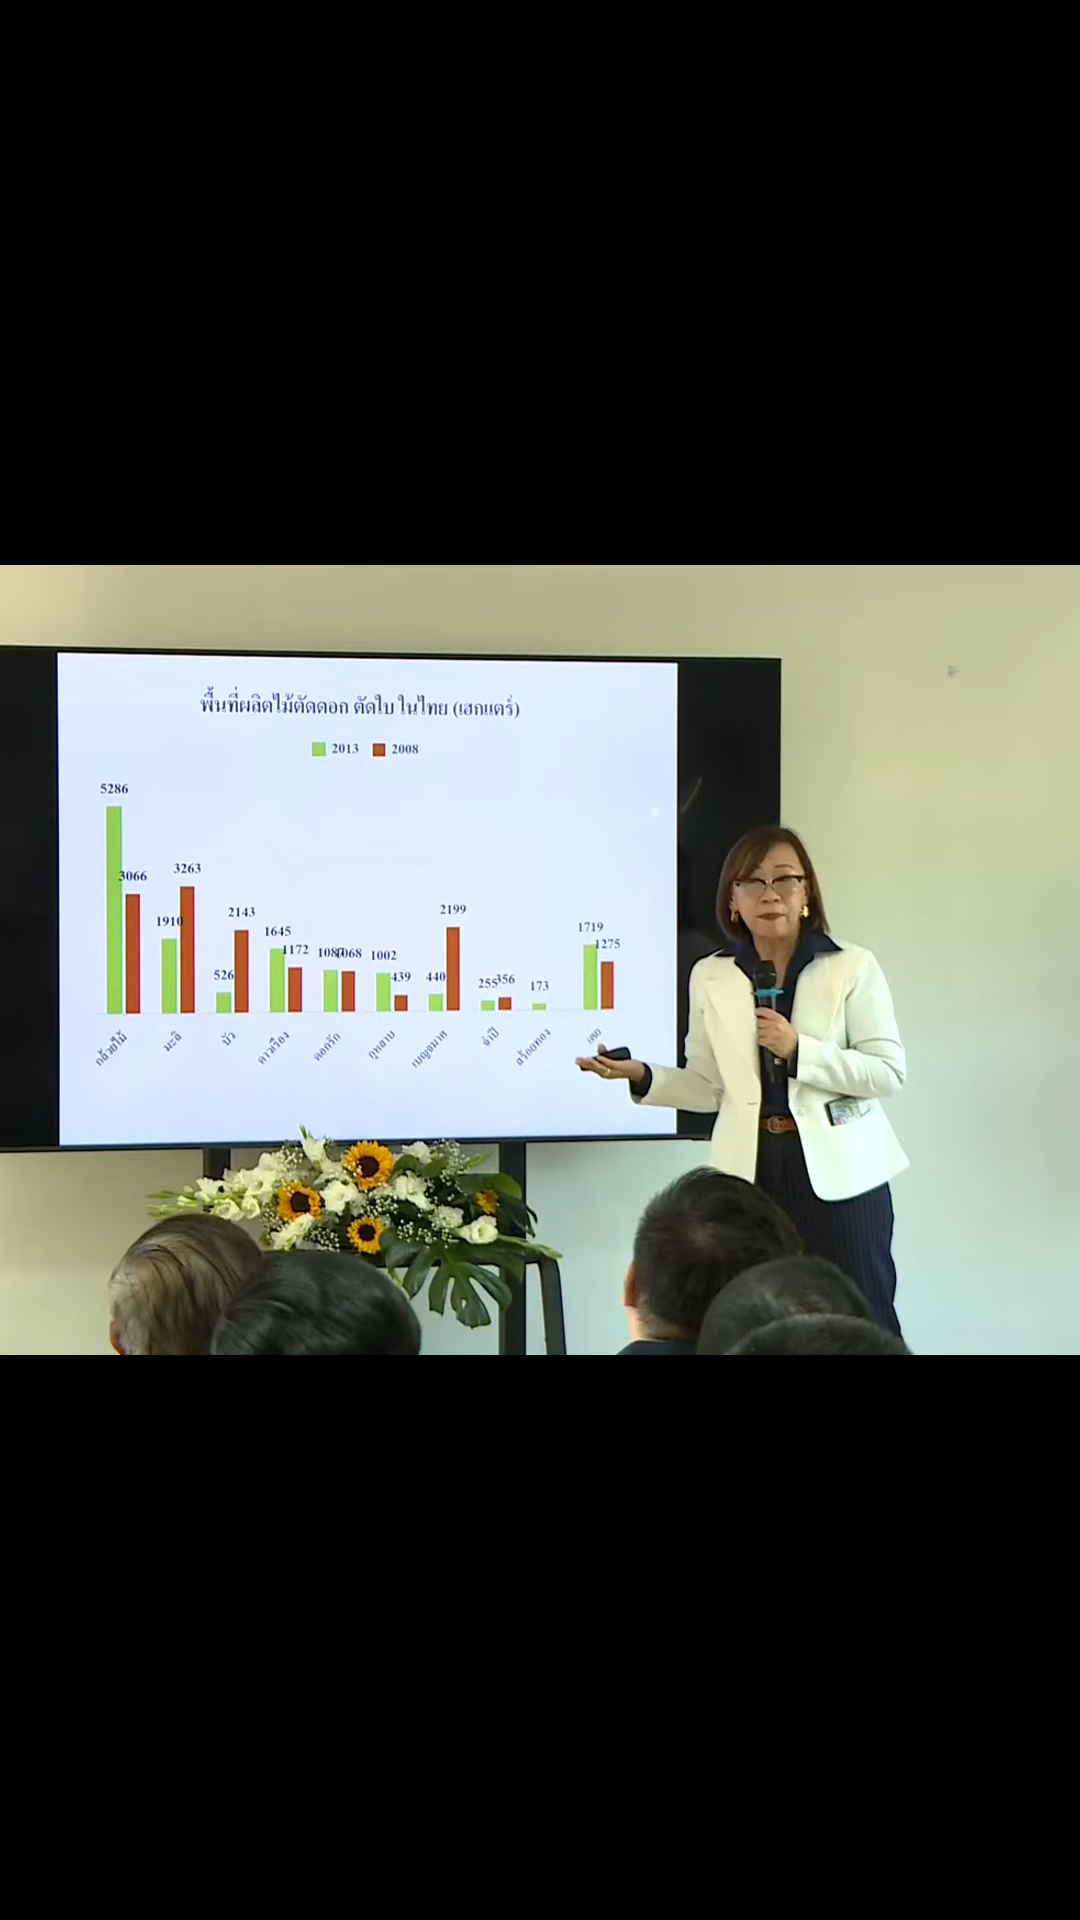 พื้นที่ผลิตไม้ตัดดอก ตัดใบ ในไทย (เฮกแตร์)
2013 2008
5286
3066
1910
3263
526
2143
1645
1172
1087
1068
1002
439
440
2199
255
356
173
1719
1275
กล้วยไม้
มะลิ
บัว
ดาวเรือง
ดอกรัก
กุหลาบ
เบญจมาศ
จำปี
สร้อยทอง